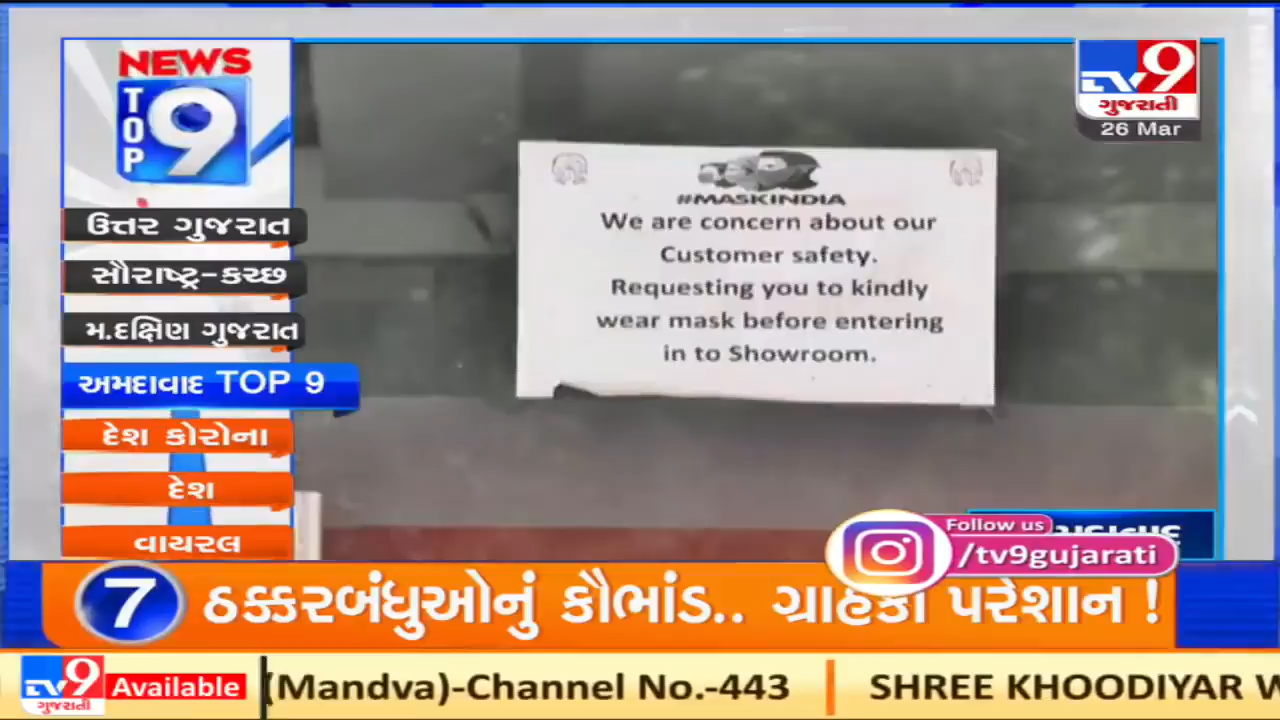 NEWS
TOP
9
ઉત્તર ગુજરાત
સૌરાષ્ટ્ર-કચ્છ
મ.દક્ષિણ ગુજરાત
અમદાવાદ TOP 9
દેશ કોરોના
દેશ
વાયરલ
#MASKINDIA
We are concern about our
Customer safety.
Requesting you to kindly
wear mask before entering
in to Showroom.
TV9
ગુજરાતી
26 Mar
Follow us
/tv9gujarati
7 ઠક્કરબંધુઓનું કૌભાંડ.. ગ્રાહકો પરેશાન !
TV9
ગુજરાતી
Available
(Mandva)-Channel No.-443
SHREE KHOODIYAR